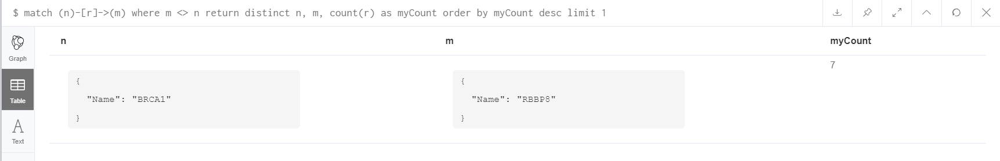 $ match (n)-[r]->(m) where m <> n return distinct n, m, count(r) as myCount order by myCount desc limit 1
n m myCount
7
{ {
"Name": "BRCA1" "Name": "RBBP8"
} }
Graph
Table
A
Text